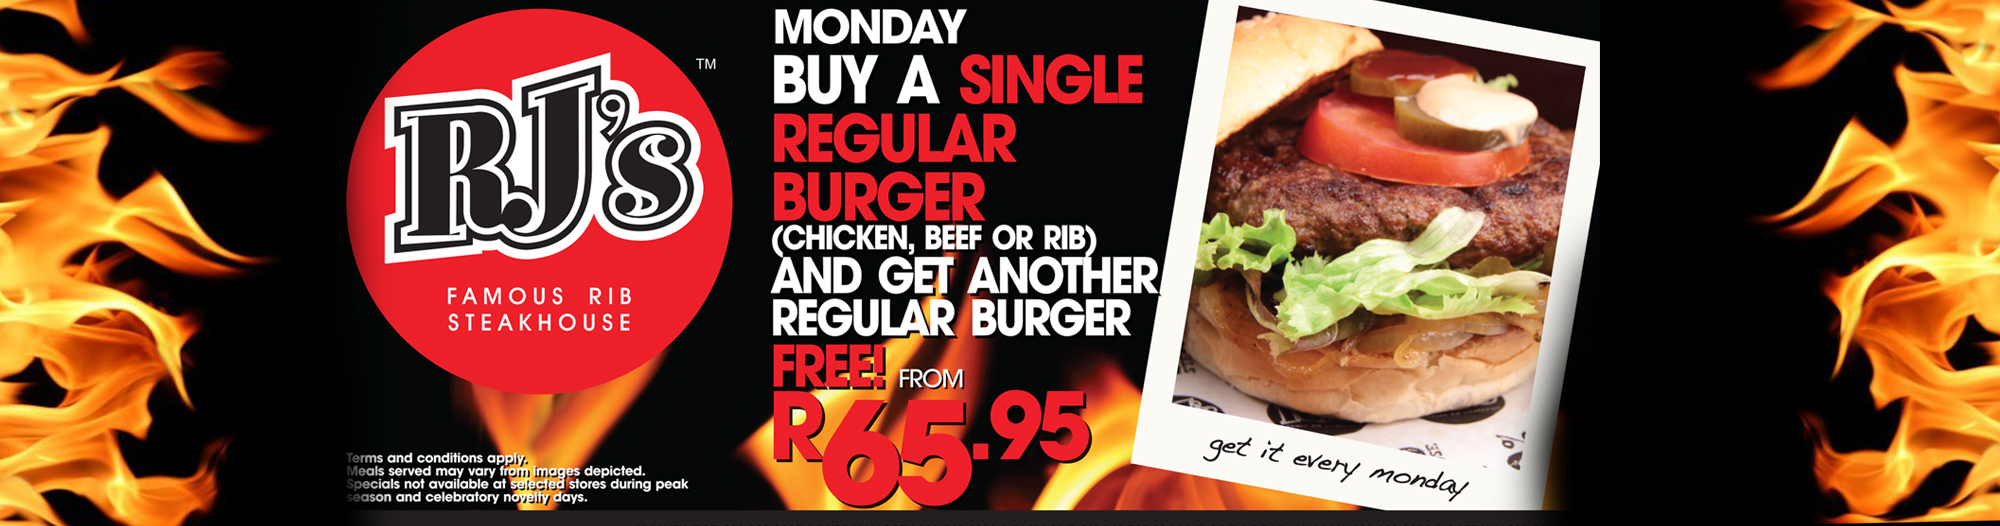 RJ's
TM
FAMOUS RIB
STEAKHOUSE
MONDAY
BUY A SINGLE
REGULAR
BURGER
(CHICKEN, BEEF OR RIB)
AND GET ANOTHER
REGULAR BURGER
FREE! FROM
R65.95
get it every monday
Terms and conditions apply.
Meals served may vary from images depicted.
Specials not available at selected stores during peak
season and celebratory novelty days.